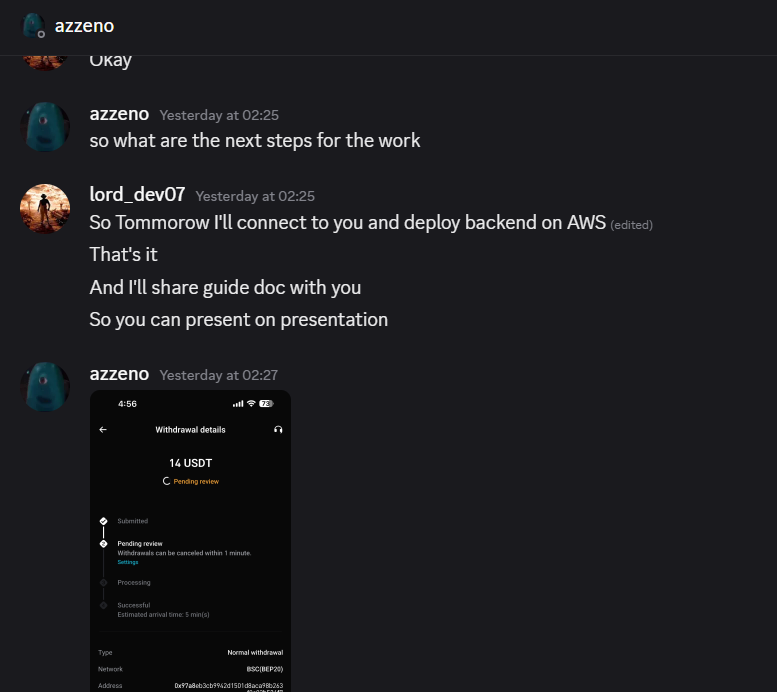 azzeno
Okay
azzeno Yesterday at 02:25
so what are the next steps for the work
lord_dev07 Yesterday at 02:25
So Tommorow I'll connect to you and deploy backend on AWS (edited)
That's it
And I'll share guide doc with you
So you can present on presentation
azzeno Yesterday at 02:27
4:56 73
Withdrawal details
14 USDT
Pending review
Submitted
Pending review
Withdrawals can be canceled within 1 minute.
Settings
Processing
Successful
Estimated arrival time: 5 min(s)
Type Normal withdrawal
Network BSC(BEP20)
Address 0x97a8eb3cb9942d1501d8aca98b263